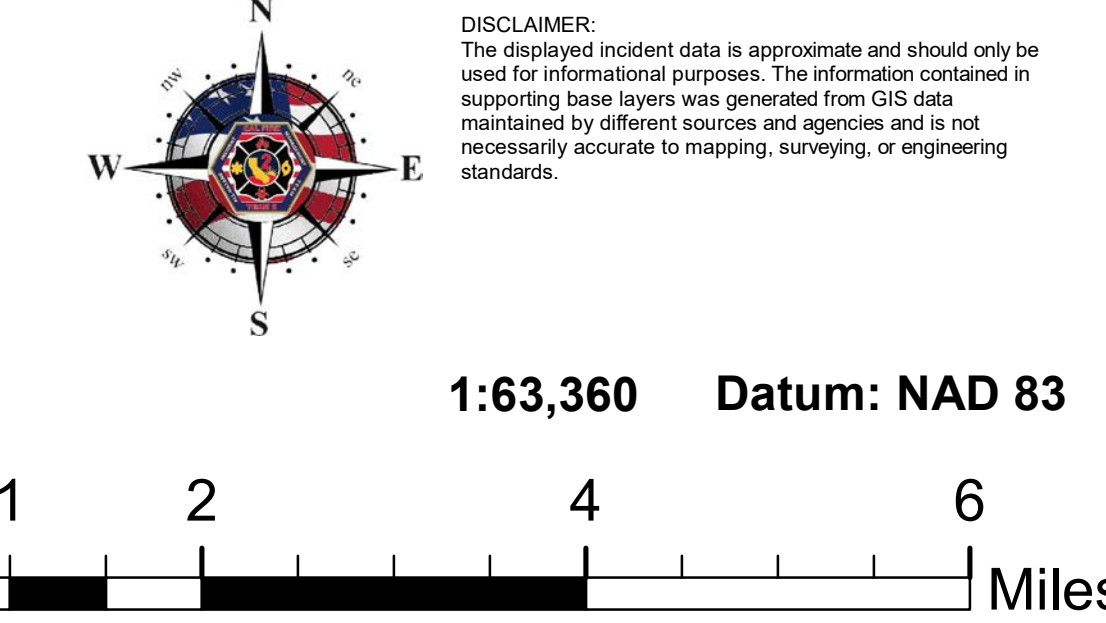 N
nw
ne
W
E
sw
se
S
CAL FIRE
DISCLAIMER:
The displayed incident data is approximate and should only be
used for informational purposes. The information contained in
supporting base layers was generated from GIS data
maintained by different sources and agencies and is not
necessarily accurate to mapping, surveying, or engineering
standards.
1:63,360 Datum: NAD 83
1 2 4 6
Miles